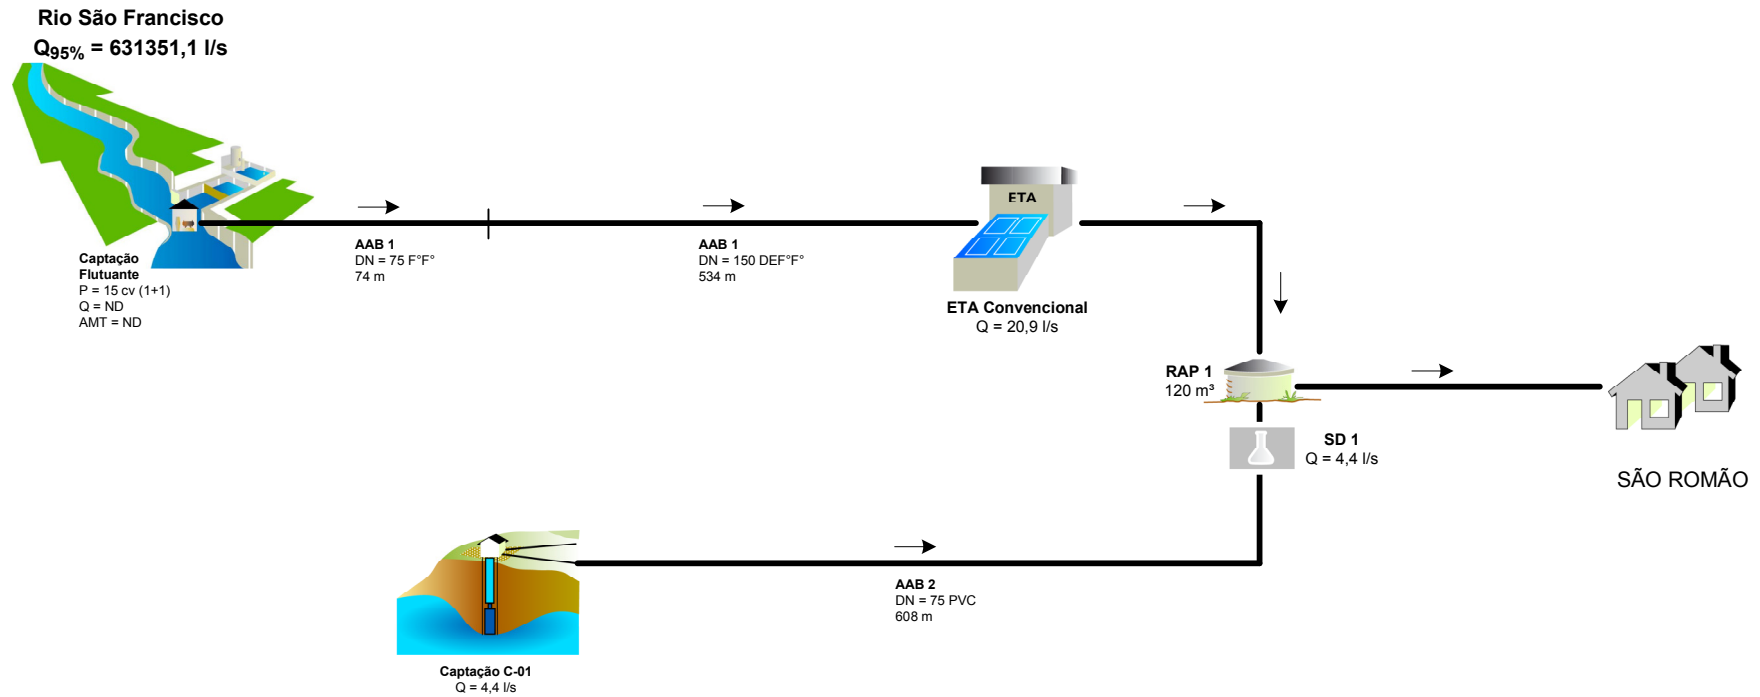 Rio São Francisco
Q95% = 631351,1 l/s
Captação
Flutuante
P = 15 cv (1+1)
Q = ND
AMT = ND
AAB 1
DN = 75 F°F°
74 m
AAB 1
DN = 150 DEF°F°
534 m
ETA
ETA Convencional
Q = 20,9 l/s
RAP 1
120 m³
SD 1
Q = 4,4 l/s
SÃO ROMÃO
AAB 2
DN = 75 PVC
608 m
Captação C-01
Q = 4,4 l/s